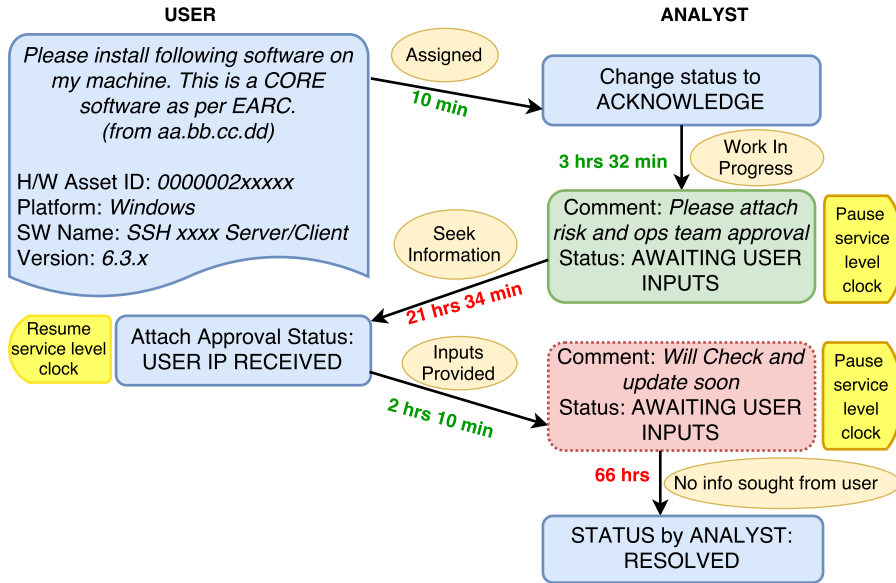 USER
ANALYST
Please install following software on
my machine. This is a CORE
software as per EARC.
(from aa.bb.cc.dd)
H/W Asset ID: 0000002xxxxx
Platform: Windows
SW Name: SSH xxxx Server/Client
Version: 6.3.x
Assigned
10 min
Change status to
ACKNOWLEDGE
3 hrs 32 min
Work In
Progress
Comment: Please attach
risk and ops team approval
Status: AWAITING USER
INPUTS
Pause
service
level
clock
Seek
Information
21 hrs 34 min
Resume
service level
clock
Attach Approval Status:
USER IP RECEIVED
Inputs
Provided
2 hrs 10 min
Comment: Will Check and
update soon
Status: AWAITING USER
INPUTS
Pause
service
level
clock
66 hrs
No info sought from user
STATUS by ANALYST:
RESOLVED